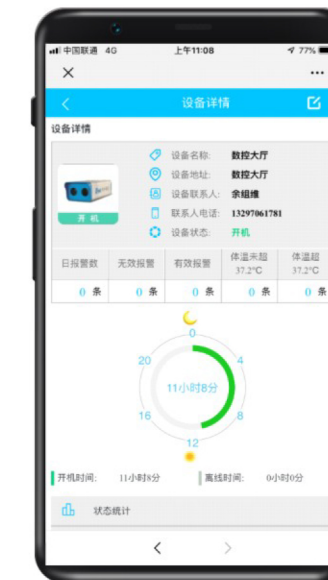 中国联通 4G 上午11:08 77%
设备详情
设备详情
设备名称: 数控大厅
设备地址: 数控大厅
设备联系人: 余组维
联系人电话: 13297061781
设备状态: 开机
开 机
日报警数 无效报警 有效报警 体温未超 37.2°C 体温超 37.2°C
0 条 0 条 0 条 0 条 0 条
0
20 4
11小时8分
16 8
12
开机时间: 11小时8分 离线时间: 0小时0分
状态统计